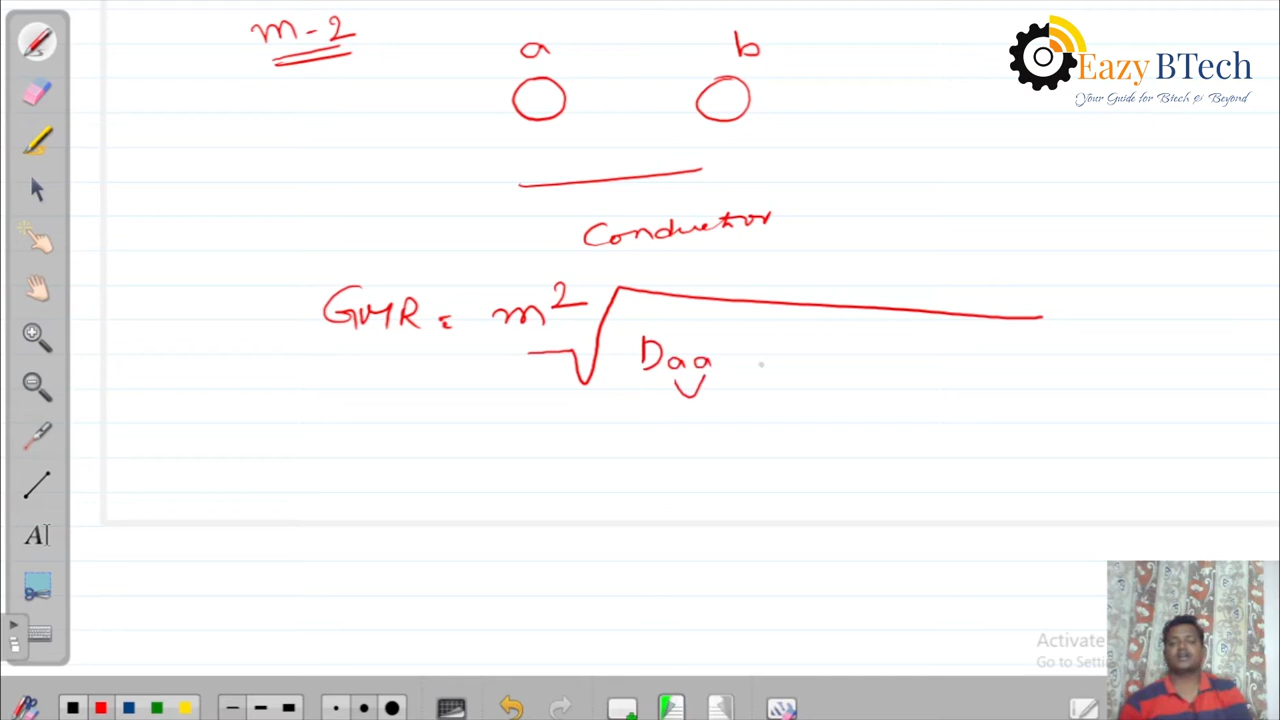 m - 2
a b
Eazy BTech
Your Guide for Btech & Beyond
Conductor
GMR = m² √ Daa
A
Activate
Go to Setti